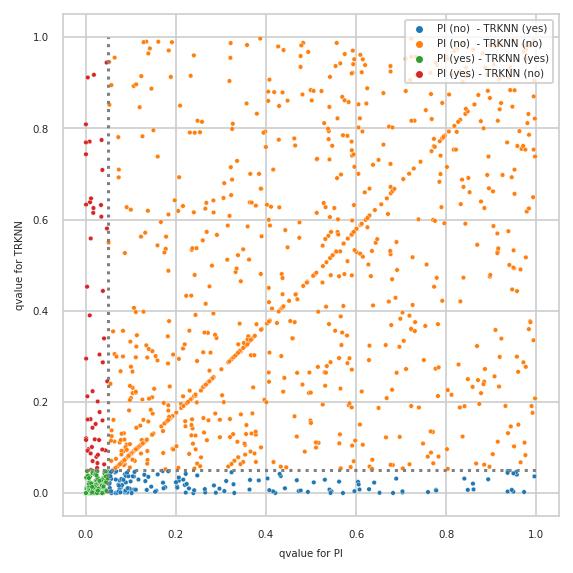 PI (no)  - TRKNN (yes)
PI (no)  - TRKNN (no)
PI (yes) - TRKNN (yes)
PI (yes) - TRKNN (no)
1.0
0.8
0.6
0.4
0.2
0.0
qvalue for TRKNN
0.0 0.2 0.4 0.6 0.8 1.0
qvalue for PI